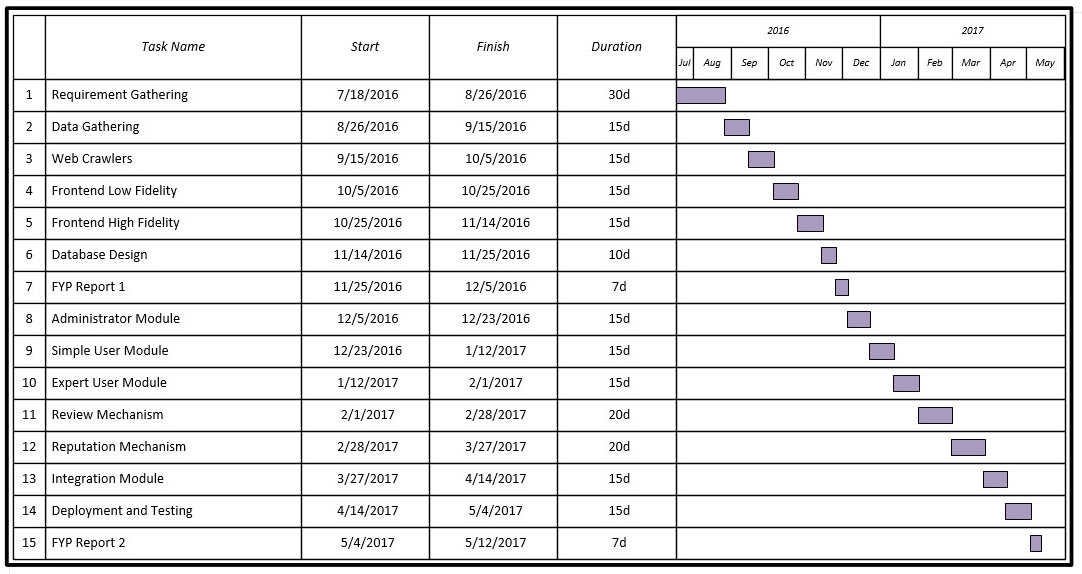 Task Name Start Finish Duration 2016 2017
Jul Aug Sep Oct Nov Dec Jan Feb Mar Apr May
1 Requirement Gathering 7/18/2016 8/26/2016 30d
2 Data Gathering 8/26/2016 9/15/2016 15d
3 Web Crawlers 9/15/2016 10/5/2016 15d
4 Frontend Low Fidelity 10/5/2016 10/25/2016 15d
5 Frontend High Fidelity 10/25/2016 11/14/2016 15d
6 Database Design 11/14/2016 11/25/2016 10d
7 FYP Report 1 11/25/2016 12/5/2016 7d
8 Administrator Module 12/5/2016 12/23/2016 15d
9 Simple User Module 12/23/2016 1/12/2017 15d
10 Expert User Module 1/12/2017 2/1/2017 15d
11 Review Mechanism 2/1/2017 2/28/2017 20d
12 Reputation Mechanism 2/28/2017 3/27/2017 20d
13 Integration Module 3/27/2017 4/14/2017 15d
14 Deployment and Testing 4/14/2017 5/4/2017 15d
15 FYP Report 2 5/4/2017 5/12/2017 7d